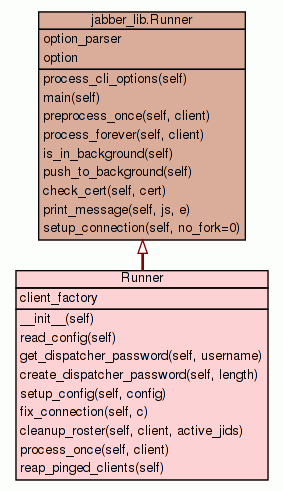 jabber_lib.Runner
option_parser
option
process_cli_options(self)
main(self)
preprocess_once(self, client)
process_forever(self, client)
is_in_background(self)
push_to_background(self)
check_cert(self, cert)
print_message(self, js, e)
setup_connection(self, no_fork=0)
Runner
client_factory
__init__(self)
read_config(self)
get_dispatcher_password(self, username)
create_dispatcher_password(self, length)
setup_config(self, config)
fix_connection(self, c)
cleanup_roster(self, client, active_jids)
process_once(self, client)
reap_pinged_clients(self)